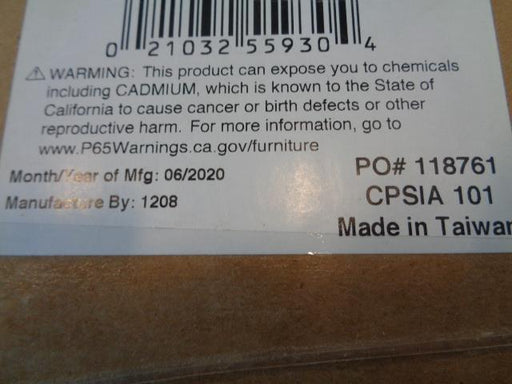 0 21032 55930 4
⚠ WARNING: This product can expose you to chemicals
including CADMIUM, which is known to the State of
California to cause cancer or birth defects or other
reproductive harm. For more information, go to
www.P65Warnings.ca.gov/furniture
Month/Year of Mfg: 06/2020
Manufacture By: 1208
PO# 118761
CPSIA 101
Made in Taiwan